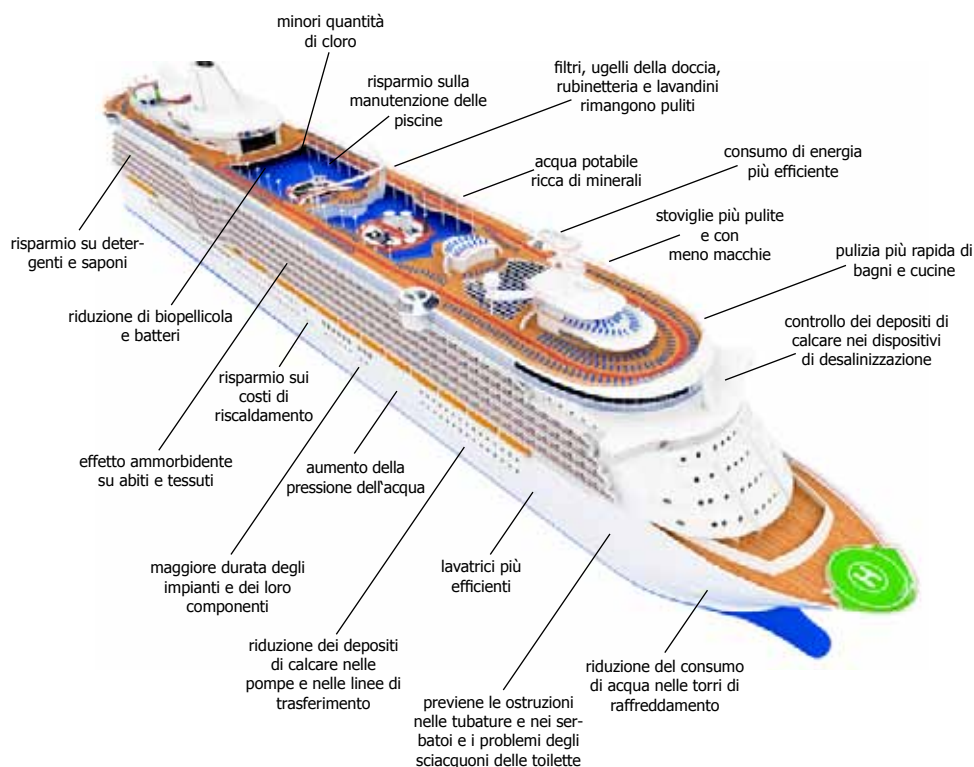 minori quantità
di cloro
risparmio sulla
manutenzione delle
piscine
filtri, ugelli della doccia,
rubinetteria e lavandini
rimangono puliti
acqua potabile
ricca di minerali
consumo di energia
più efficiente
stoviglie più pulite
e con
meno macchie
pulizia più rapida di
bagni e cucine
controllo dei depositi di
calcare nei dispositivi
di desalinizzazione
risparmio su deter-
genti e saponi
riduzione di biopellicola
e batteri
risparmio sui
costi di
riscaldamento
effetto ammorbidente
su abiti e tessuti
aumento della
pressione dell'acqua
maggiore durata degli
impianti e dei loro
componenti
lavatrici più
efficienti
riduzione dei depositi
di calcare nelle
pompe e nelle linee di
trasferimento
previene le ostruzioni
nelle tubature e nei ser-
batoi e i problemi degli
sciacquoni delle toilette
riduzione del consumo
di acqua nelle torri di
raffreddamento
H